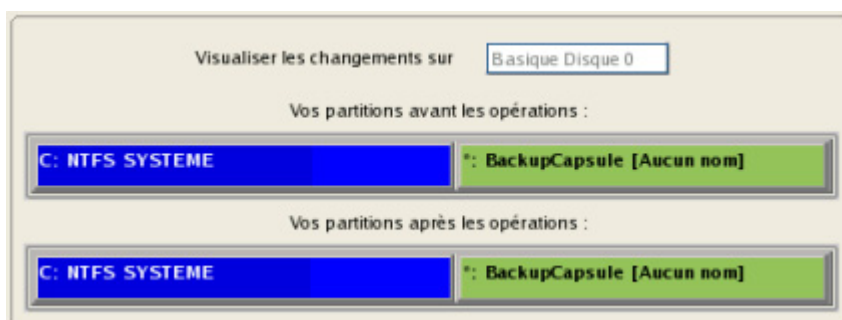 Visualiser les changements sur Basique Disque 0
Vos partitions avant les opérations :
C: NTFS SYSTEME *: BackupCapsule [Aucun nom]
Vos partitions après les opérations :
C: NTFS SYSTEME *: BackupCapsule [Aucun nom]